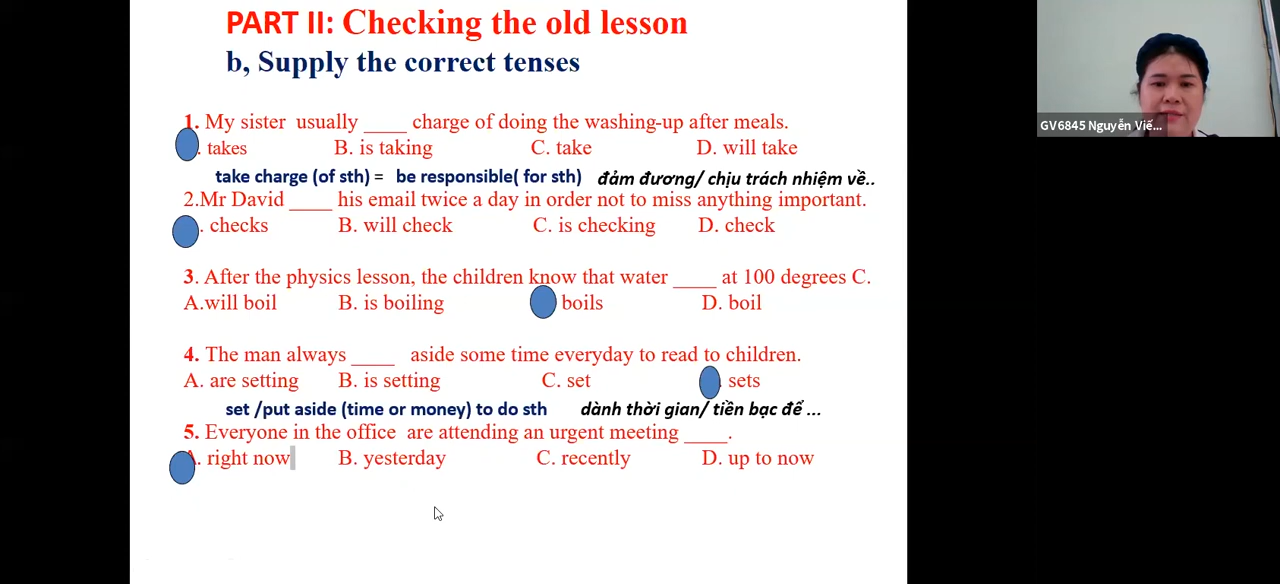 PART II: Checking the old lesson
b, Supply the correct tenses
GV6845 Nguyễn Viế...
1. My sister usually ____ charge of doing the washing-up after meals.
. takes B. is taking C. take D. will take
take charge (of sth) = be responsible( for sth) đảm đương/ chịu trách nhiệm về..
2.Mr David ____ his email twice a day in order not to miss anything important.
. checks B. will check C. is checking D. check
3. After the physics lesson, the children know that water ____ at 100 degrees C.
A.will boil B. is boiling boils D. boil
4. The man always ____ aside some time everyday to read to children.
A. are setting B. is setting C. set . sets
set /put aside (time or money) to do sth dành thời gian/ tiền bạc để ...
5. Everyone in the office are attending an urgent meeting ____.
A. right now B. yesterday C. recently D. up to now